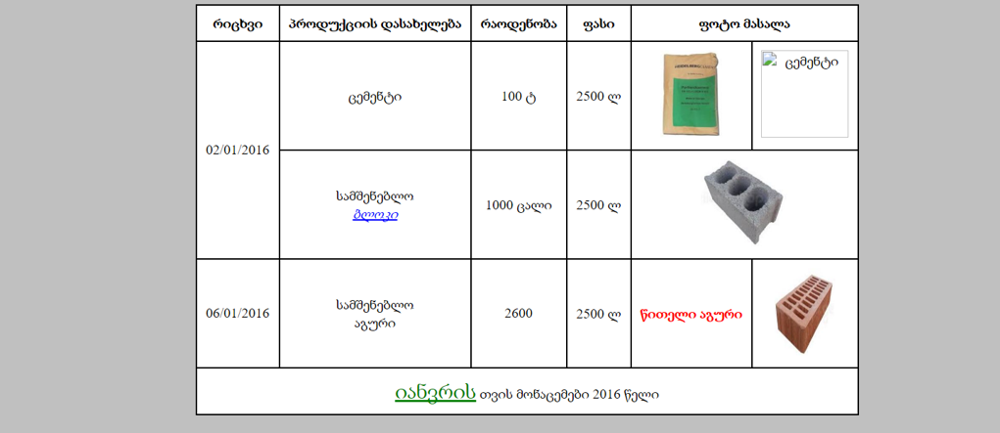 რიცხვი პროდუქციის დასახელება რაოდენობა ფასი ფოტო მასალა
02/01/2016 ცემენტი 100 ტ 2500 ლ ცემენტი
სამშენებლო
ბლოკი 1000 ცალი 2500 ლ
06/01/2016 სამშენებლო
აგური 2600 2500 ლ წითელი აგური
იანვრის თვის მონაცემები 2016 წელი